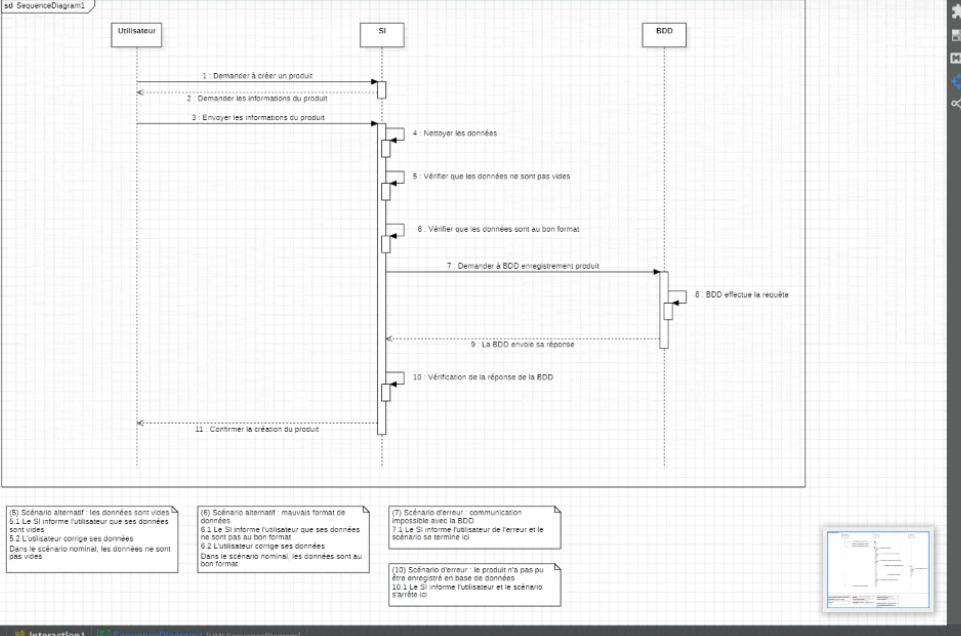 sd SequenceDiagram1
Utilisateur
SI
BDD
1 : Demander à créer un produit
2 : Demander les informations du produit
3 : Envoyer les informations du produit
4 : Nettoyer les données
5 : Vérifier que les données ne sont pas vides
6 : Vérifier que les données sont au bon format
7 : Demander à BDD enregistrement produit
8 : BDD effectue la requête
9 : La BDD envoie sa réponse
10 : Vérification de la réponse de la BDD
11 : Confirmer la création du produit
(5) Scénario alternatif : les données sont vides
5.1 Le SI informe l'utilisateur que ses données
sont vides
5.2 L'utilisateur corrige ses données
Dans le scénario nominal, les données ne sont
pas vides
(6) Scénario alternatif : mauvais format de
données
6.1 Le SI informe l'utilisateur que ses données
ne sont pas au bon format
6.2 L'utilisateur corrige ses données
Dans le scénario nominal, les données sont au
bon format
(7) Scénario d'erreur : communication
impossible avec la BDD
7.1 Le SI informe l'utilisateur de l'erreur et le
scénario se termine ici
(10) Scénario d'erreur : le produit n'a pas pu
être enregistré en base de données
10.1 Le SI informe l'utilisateur et le scénario
s'arrête ici
Interaction1
SequenceDiagram1